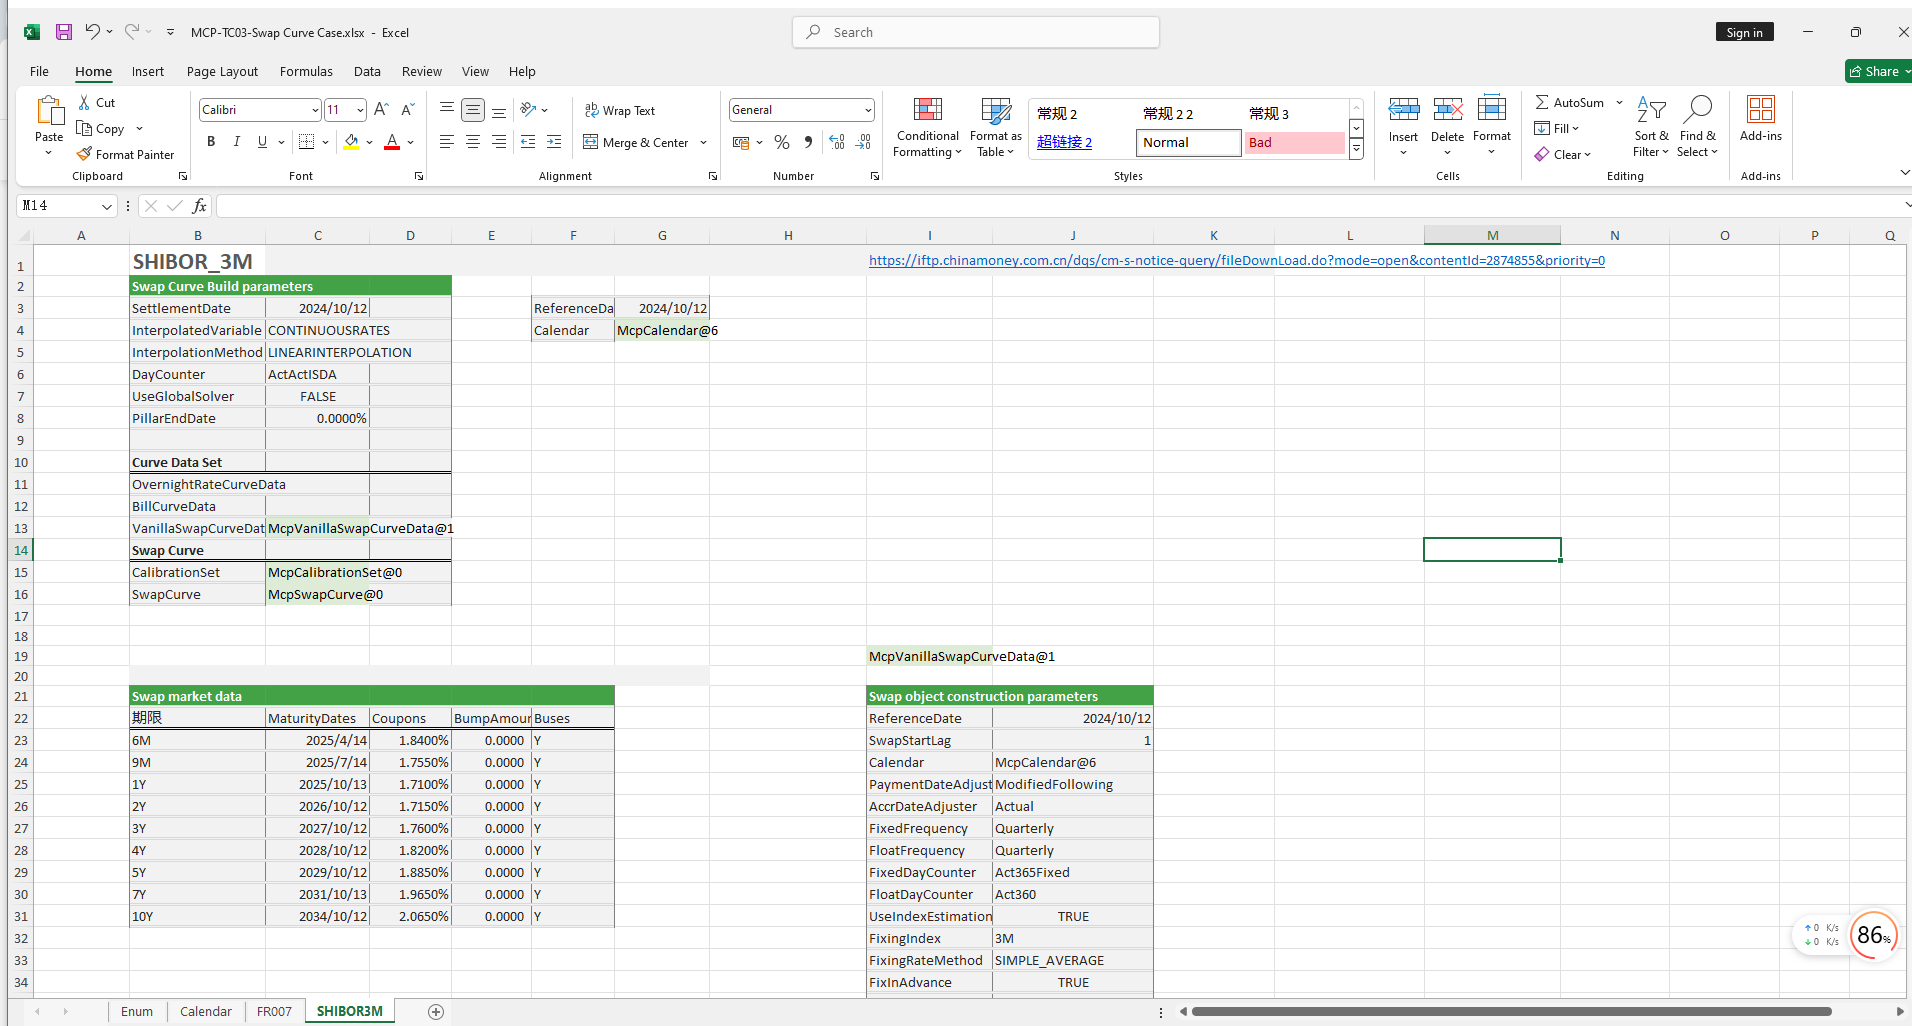 MCP-TC03-Swap Curve Case.xlsx - Excel
Search
Sign in
File Home Insert Page Layout Formulas Data Review View Help
Share
Paste
Cut
Copy
Format Painter
Clipboard
Calibri 11
B I U
Font
Wrap Text
Merge & Center
Alignment
General
Number
Conditional Formatting
Format as Table
常规 2 常规 2 2 常规 3
超链接 2 Normal Bad
Styles
Insert Delete Format
Cells
AutoSum
Fill
Clear
Sort & Filter
Find & Select
Editing
Add-ins
Add-ins
M14
fx
A B C D E F G H I J K L M N O P Q
1 SHIBOR_3M https://iftp.chinamoney.com.cn/dqs/cm-s-notice-query/fileDownLoad.do?mode=open&contentId=2874855&priority=0
2 Swap Curve Build parameters
3 SettlementDate 2024/10/12 ReferenceDa 2024/10/12
4 InterpolatedVariable CONTINUOUSRATES Calendar McpCalendar@6
5 InterpolationMethod LINEARINTERPOLATION
6 DayCounter ActActISDA
7 UseGlobalSolver FALSE
8 PillarEndDate 0.0000%
9
10 Curve Data Set
11 OvernightRateCurveData
12 BillCurveData
13 VanillaSwapCurveDat McpVanillaSwapCurveData@1
14 Swap Curve
15 CalibrationSet McpCalibrationSet@0
16 SwapCurve McpSwapCurve@0
17
18
19 McpVanillaSwapCurveData@1
20
21 Swap market data Swap object construction parameters
22 期限 MaturityDates Coupons BumpAmour Buses ReferenceDate 2024/10/12
23 6M 2025/4/14 1.8400% 0.0000 Y SwapStartLag 1
24 9M 2025/7/14 1.7550% 0.0000 Y Calendar McpCalendar@6
25 1Y 2025/10/13 1.7100% 0.0000 Y PaymentDateAdjust ModifiedFollowing
26 2Y 2026/10/12 1.7150% 0.0000 Y AccrDateAdjuster Actual
27 3Y 2027/10/12 1.7600% 0.0000 Y FixedFrequency Quarterly
28 4Y 2028/10/12 1.8200% 0.0000 Y FloatFrequency Quarterly
29 5Y 2029/10/12 1.8850% 0.0000 Y FixedDayCounter Act365Fixed
30 7Y 2031/10/13 1.9650% 0.0000 Y FloatDayCounter Act360
31 10Y 2034/10/12 2.0650% 0.0000 Y UseIndexEstimation TRUE
32 FixingIndex 3M
33 FixingRateMethod SIMPLE_AVERAGE
34 FixInAdvance TRUE
↑ 0 K/s
↓ 0 K/s
86%
Enum Calendar FR007 SHIBOR3M